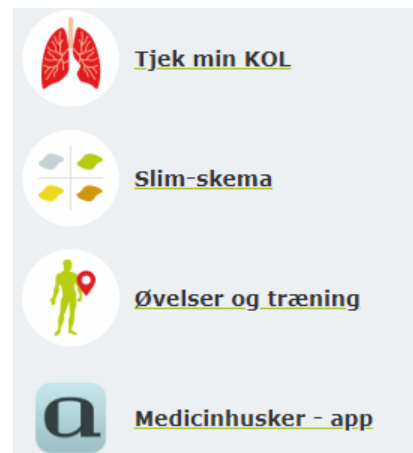 Tjek min KOL
Slim-skema
Øvelser og træning
a
Medicinhusker - app